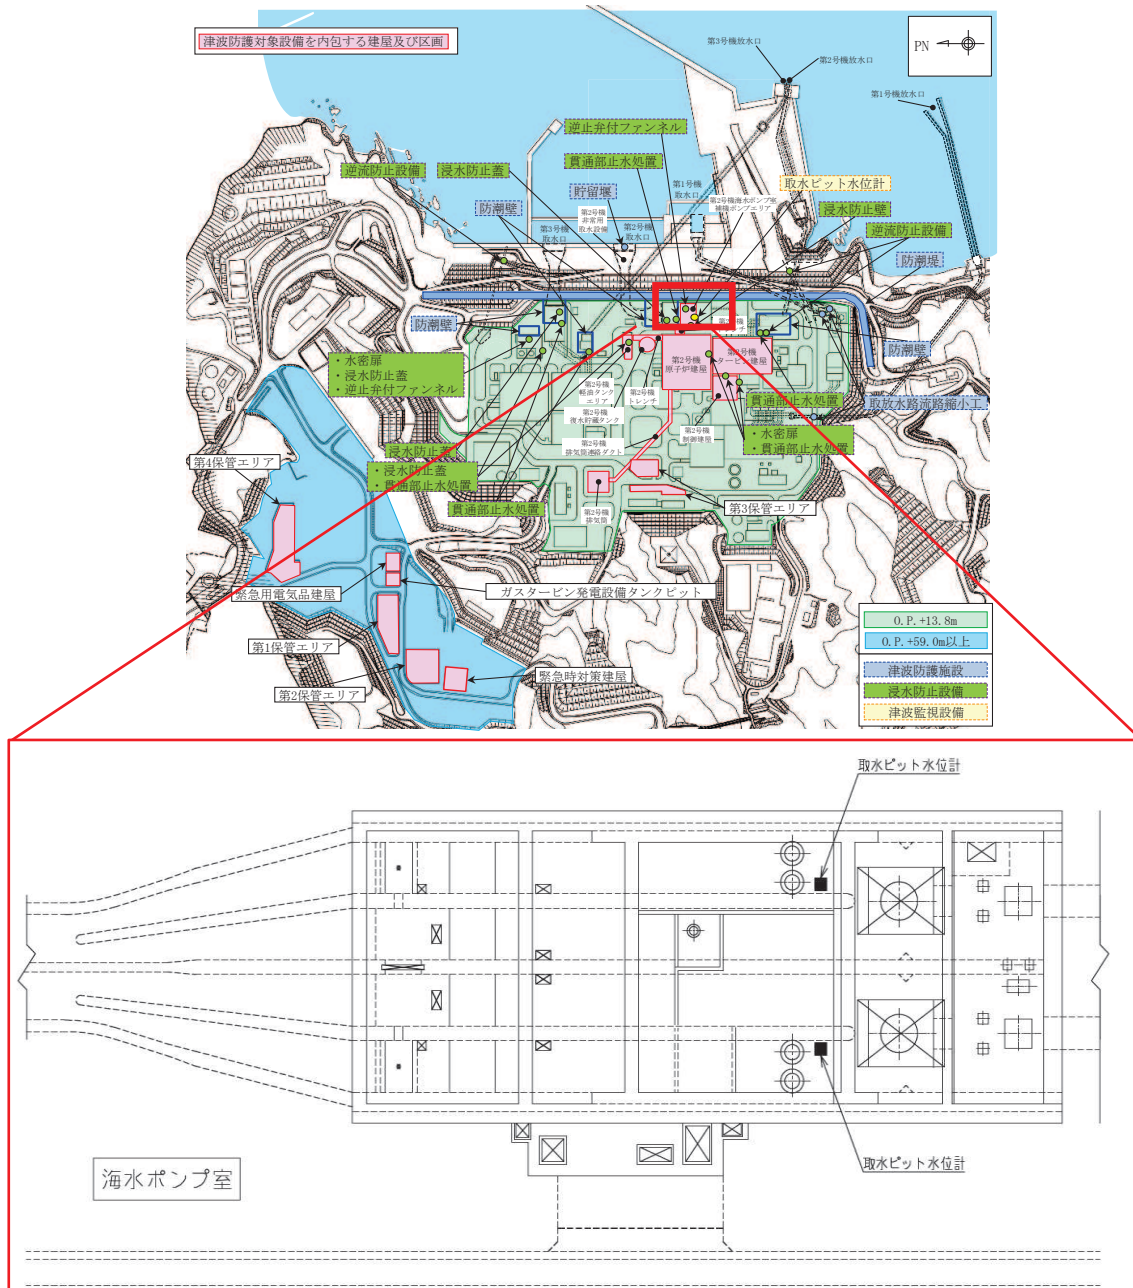 津波防護対象設備を内包する建屋及び区画
PN
第3号機放水口
第2号機放水口
第1号機放水口
逆止弁付ファンネル
貫通部止水処置
逆流防止設備
浸水防止蓋
貯留堰
第1号機
取水口
取水ピット水位計
防潮壁
第2号機
非常用
取水設備
第2号機海水ポンプ室
補機ポンプエリア
浸水防止壁
第3号機
取水口
第2号機
取水口
逆流防止設備
防潮堤
防潮壁
防潮壁
・水密扉
・浸水防止蓋
・逆止弁付ファンネル
第2号機
原子炉建屋
タービン建屋
第2号機
軽油タンク
エリア
第2号機
トレンチ
貫通部止水処置
取放水路流路縮小工
第2号機
復水貯蔵タンク
第2号機
制御建屋
・水密扉
・貫通部止水処置
第2号機
排気筒連絡ダクト
浸水防止蓋
・浸水防止蓋
・貫通部止水処置
第4保管エリア
貫通部止水処置
第2号機
排気筒
第3保管エリア
緊急用電気品建屋
ガスタービン発電設備タンクピット
第1保管エリア
第2保管エリア
緊急時対策建屋
O.P.+13.8m
O.P.+59.0m以上
津波防護施設
浸水防止設備
津波監視設備
取水ピット水位計
取水ピット水位計
海水ポンプ室